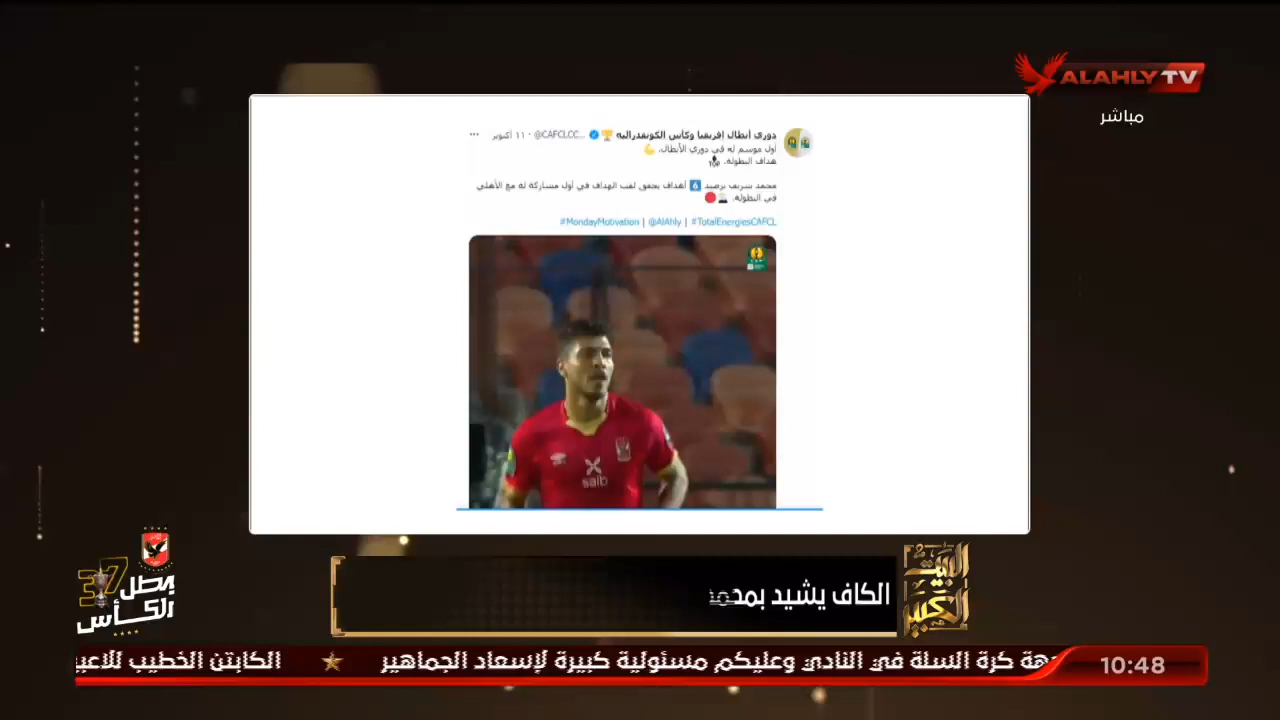 ALAHLY TV
مباشر
دوري أبطال إفريقيا وكأس الكونفدرالية 🏆 @CAFCLCC... · ١١ أكتوبر
أول موسم له في دوري الأبطال. 💪
هداف البطولة. 🔝
محمد شريف برصيد 6️⃣ أهداف يحقق لقب الهداف في أول مشاركة له مع الأهلي
في البطولة.
#MondayMotivation | @AlAhly | #TotalEnergiesCAFCL
saib
البيت الكبير
الكاف يشيد بمحمد
37
بطل
الكأس
هة كرة السلة في النادي وعليكم مسئولية كبيرة لإسعاد الجماهير
الكابتن الخطيب للاعبي
10:48